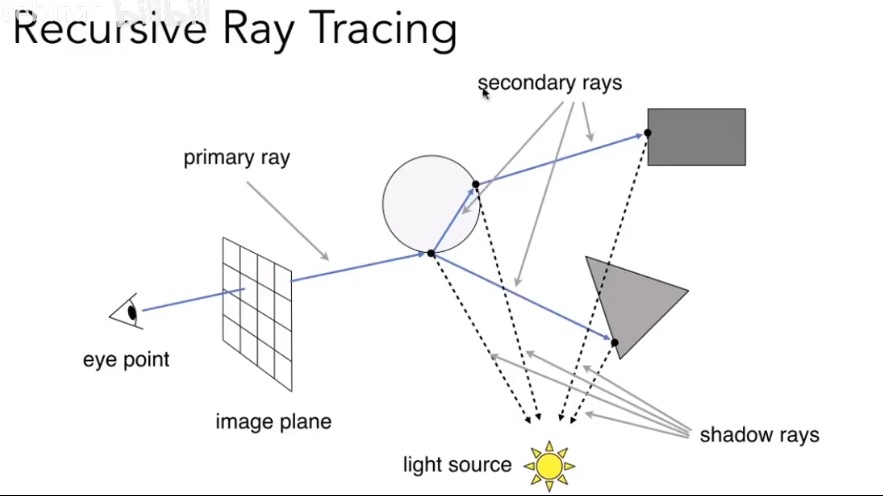 Recursive Ray Tracing
secondary rays
primary ray
eye point
image plane
shadow rays
light source